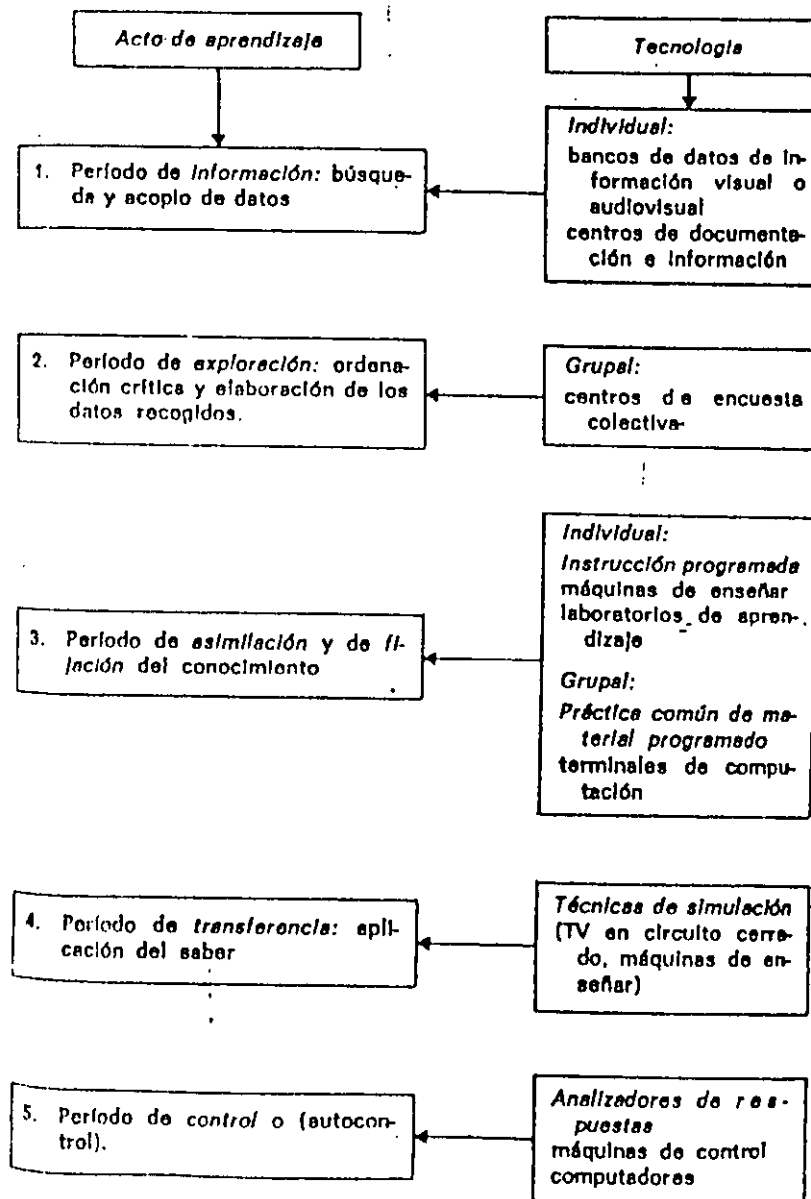 Acto de aprendizaje
Tecnología
1. Período de información: búsque-
da y acopio de datos
Individual:
bancos de datos de in-
formación visual o
audiovisual
centros de documenta-
ción e información
2. Período de exploración: ordena-
ción crítica y elaboración de los
datos recogidos.
Grupal:
centros de encuesta
colectiva
3. Período de asimilación y de fi-
jación del conocimiento
Individual:
Instrucción programada
máquinas de enseñar
laboratorios de apren-
dizaje
Grupal:
Práctica común de ma-
terial programado
terminales de compu-
tación
4. Período de transferencia: apli-
cación del saber
Técnicas de simulación
(TV en circuito cerra-
do, máquinas de en-
señar)
5. Período de control o (autocon-
trol).
Analizadores de res-
puestas
máquinas de control
computadores